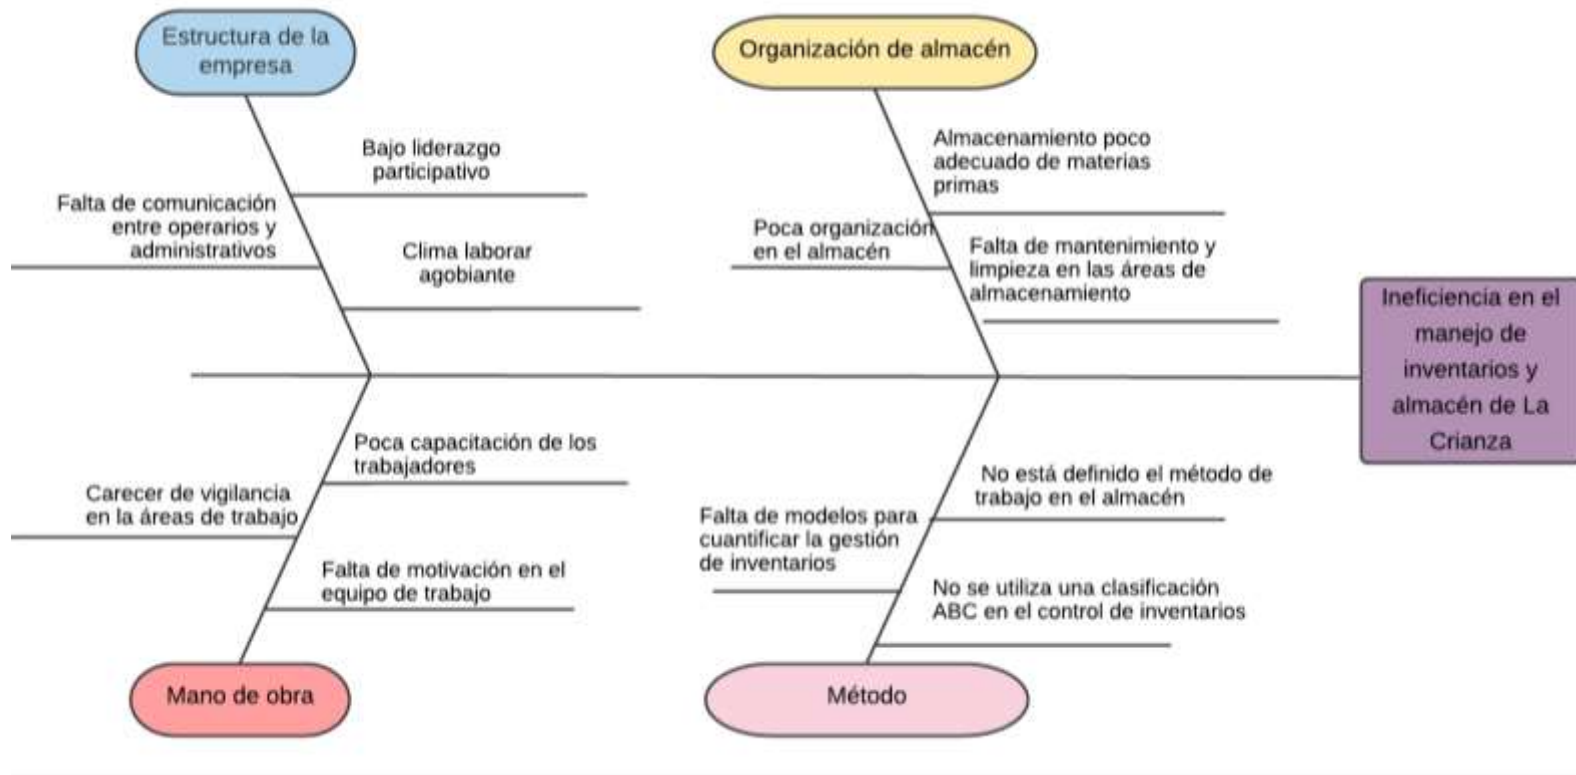 Estructura de la
empresa
Organización de almacén
Bajo liderazgo
participativo
Falta de comunicación
entre operarios y
administrativos
Clima laborar
agobiante
Almacenamiento poco
adecuado de materias
primas
Poca organización
en el almacén
Falta de mantenimiento y
limpieza en las áreas de
almacenamiento
Ineficiencia en el
manejo de
inventarios y
almacén de La
Crianza
Poca capacitación de los
trabajadores
Carecer de vigilancia
en la áreas de trabajo
Falta de motivación en el
equipo de trabajo
No está definido el método de
trabajo en el almacén
Falta de modelos para
cuantificar la gestión
de inventarios
No se utiliza una clasificación
ABC en el control de inventarios
Mano de obra
Método